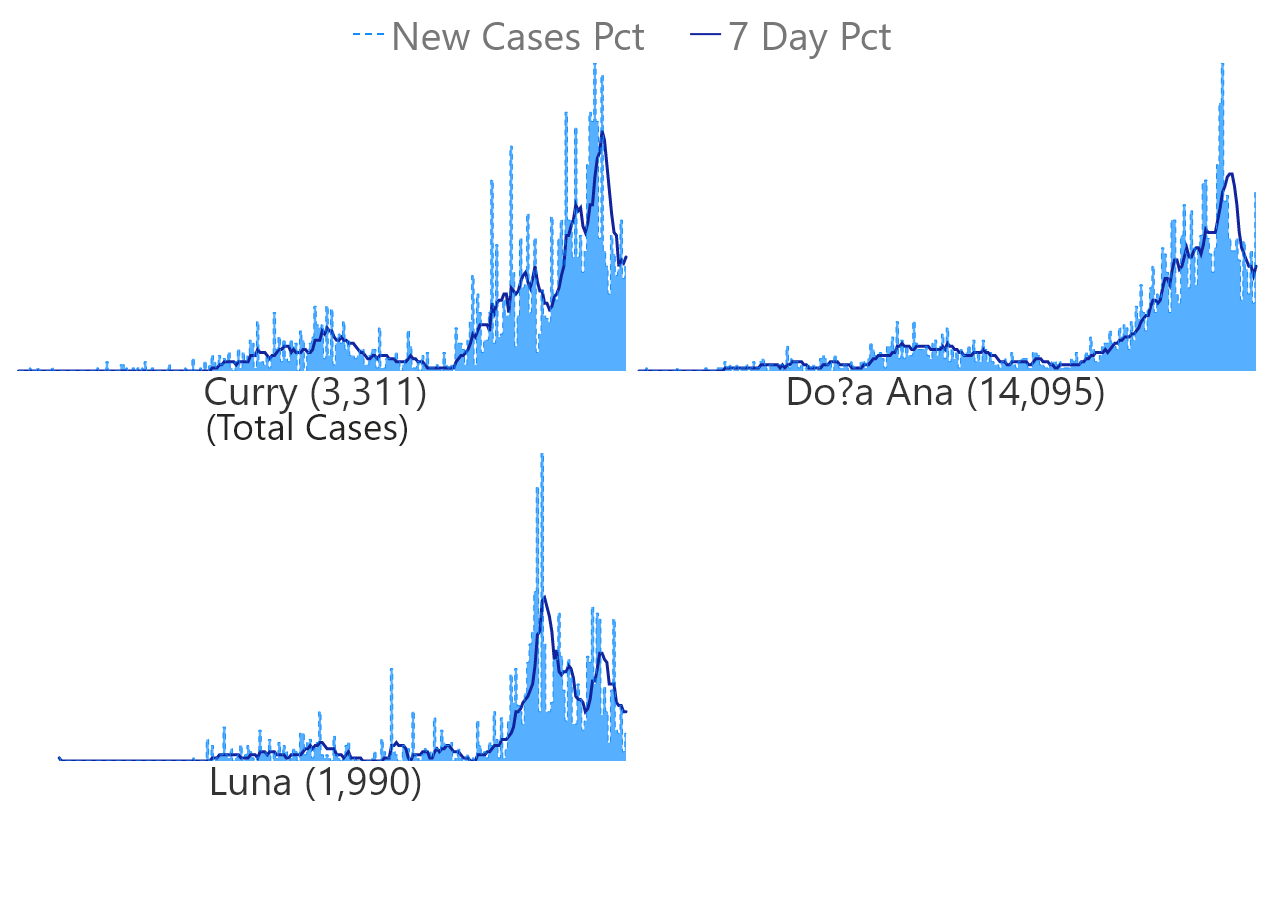 New Cases Pct 7 Day Pct
Curry (3,311) Do?a Ana (14,095)
(Total Cases)
Luna (1,990)